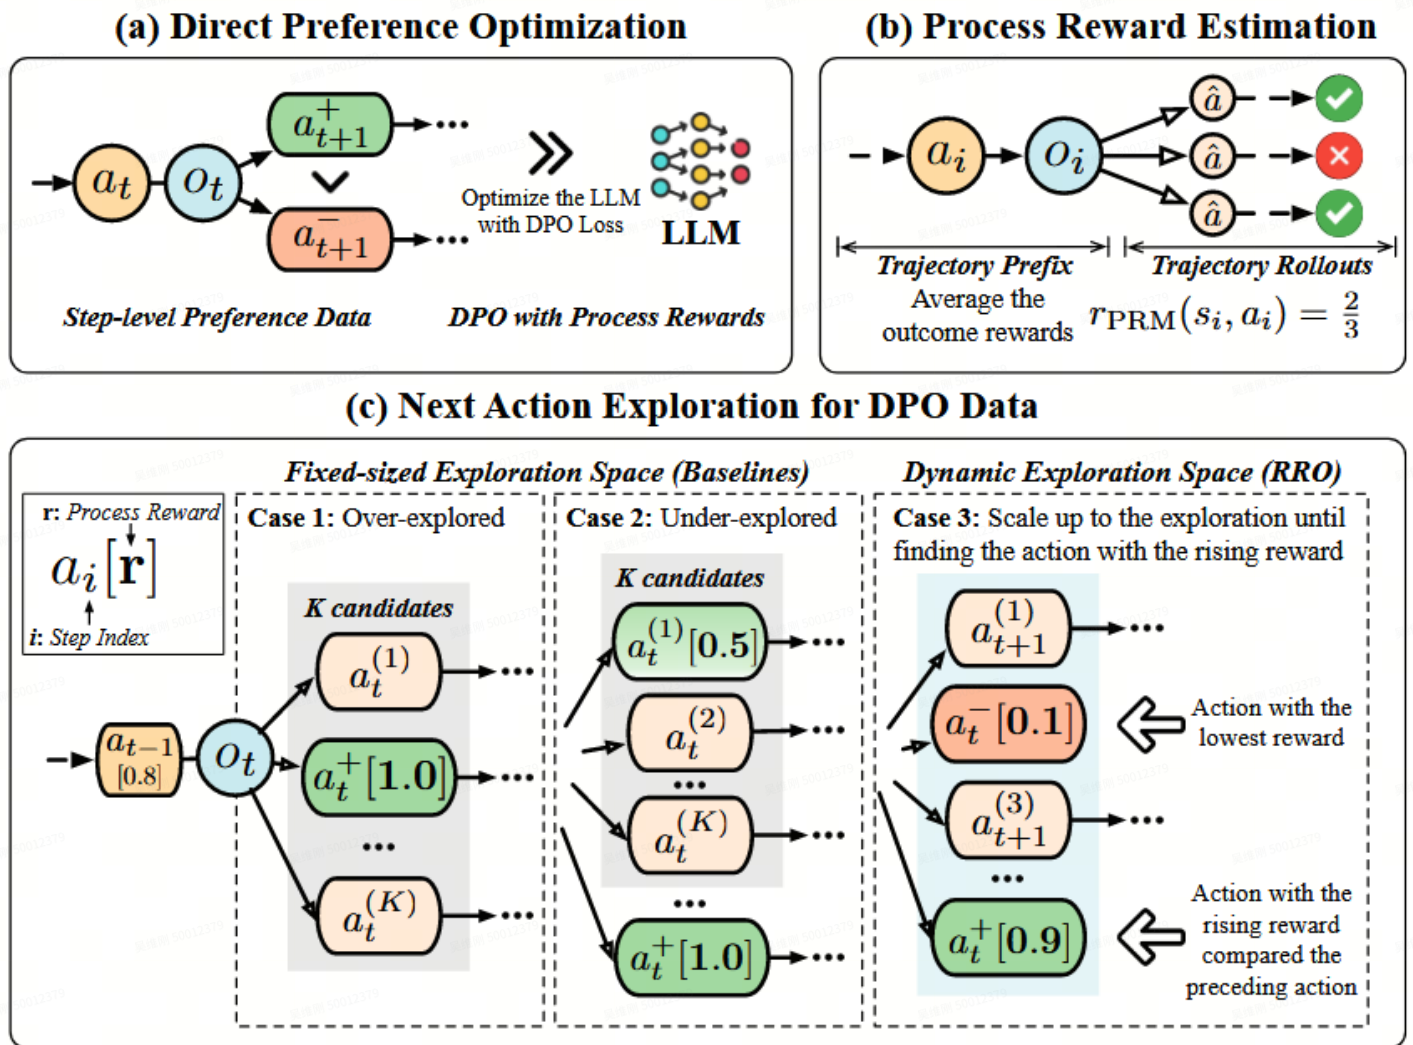 (a) Direct Preference Optimization
a_t
o_t
a_{t+1}^+
...
a_{t+1}^-
...
Optimize the LLM
with DPO Loss
LLM
Step-level Preference Data
DPO with Process Rewards
(b) Process Reward Estimation
a_i
o_i
â
â
â
Trajectory Prefix
Trajectory Rollouts
Average the
outcome rewards
r_{PRM}(s_i, a_i) = 2/3
(c) Next Action Exploration for DPO Data
Fixed-sized Exploration Space (Baselines)
Dynamic Exploration Space (RRO)
r: Process Reward
a_i[r]
i: Step Index
a_{t-1}
[0.8]
o_t
Case 1: Over-explored
K candidates
a_t^{(1)}
...
a_t^+[1.0]
...
...
a_t^{(K)}
...
Case 2: Under-explored
K candidates
a_t^{(1)}[0.5]
...
a_t^{(2)}
...
...
a_t^{(K)}
...
...
a_t^+[1.0]
...
Case 3: Scale up to the exploration until
finding the action with the rising reward
a_{t+1}^{(1)}
...
a_t^-[0.1]
Action with the
lowest reward
a_{t+1}^{(3)}
...
...
a_t^+[0.9]
Action with the
rising reward
compared the
preceding action